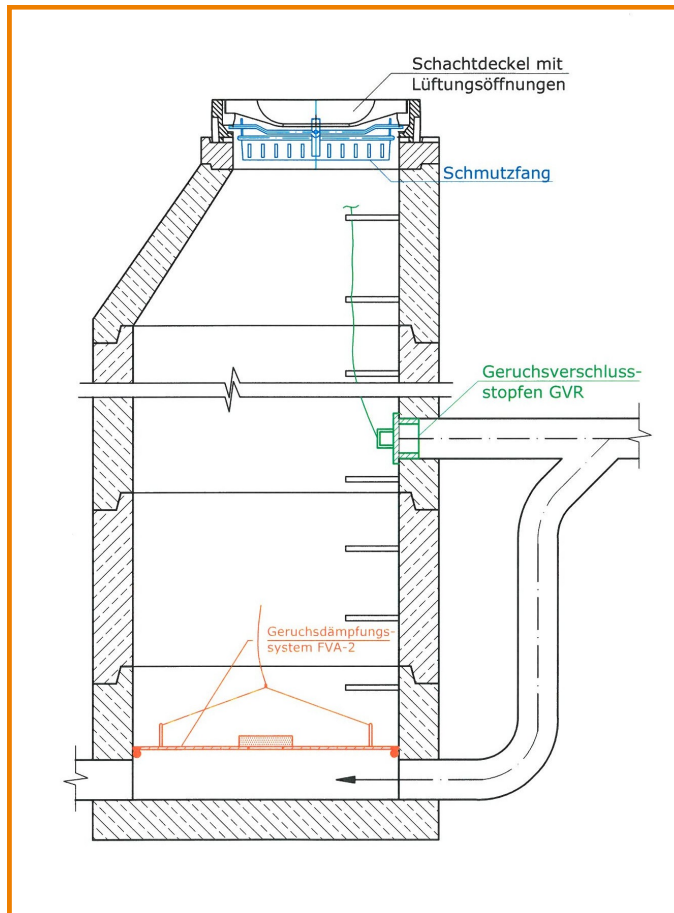 Schachtdeckel mit
Lüftungsöffnungen
Schmutzfang
Geruchsverschluss-
stopfen GVR
Geruchsdämpfungs-
system FVA-2